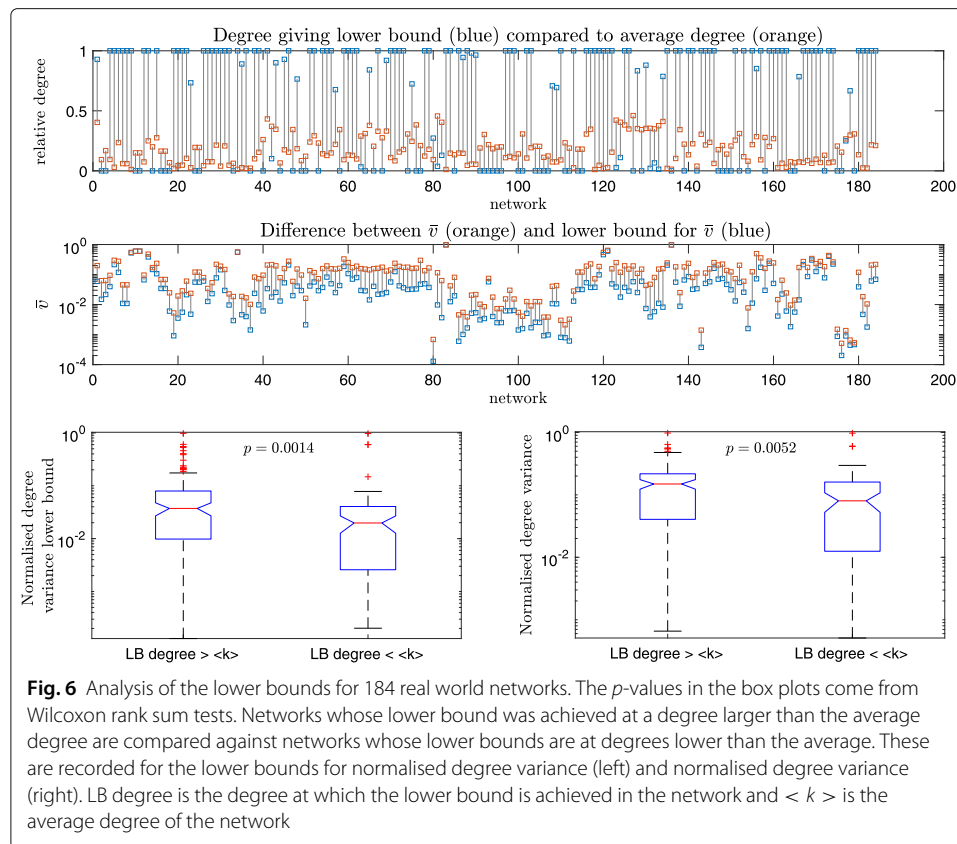 Degree giving lower bound (blue) compared to average degree (orange)
1
0.5
0
relative degree
0 20 40 60 80 100 120 140 160 180 200
network
Difference between v̅ (orange) and lower bound for v̅ (blue)
10⁰
10⁻²
10⁻⁴
v̅
0 20 40 60 80 100 120 140 160 180 200
network
10⁰
10⁻²
Normalised degree
variance lower bound
p = 0.0014
LB degree > <k>
LB degree < <k>
10⁰
10⁻²
Normalised degree variance
p = 0.0052
LB degree > <k>
LB degree < <k>
Fig. 6 Analysis of the lower bounds for 184 real world networks. The p-values in the box plots come from
Wilcoxon rank sum tests. Networks whose lower bound was achieved at a degree larger than the average
degree are compared against networks whose lower bounds are at degrees lower than the average. These
are recorded for the lower bounds for normalised degree variance (left) and normalised degree variance
(right). LB degree is the degree at which the lower bound is achieved in the network and < k > is the
average degree of the network